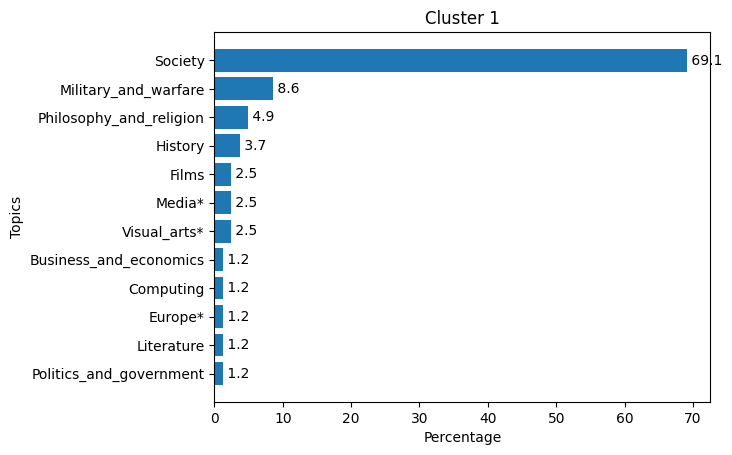 Cluster 1
Society 69.1
Military_and_warfare 8.6
Philosophy_and_religion 4.9
History 3.7
Films 2.5
Media* 2.5
Visual_arts* 2.5
Business_and_economics 1.2
Computing 1.2
Europe* 1.2
Literature 1.2
Politics_and_government 1.2
Topics
0 10 20 30 40 50 60 70
Percentage